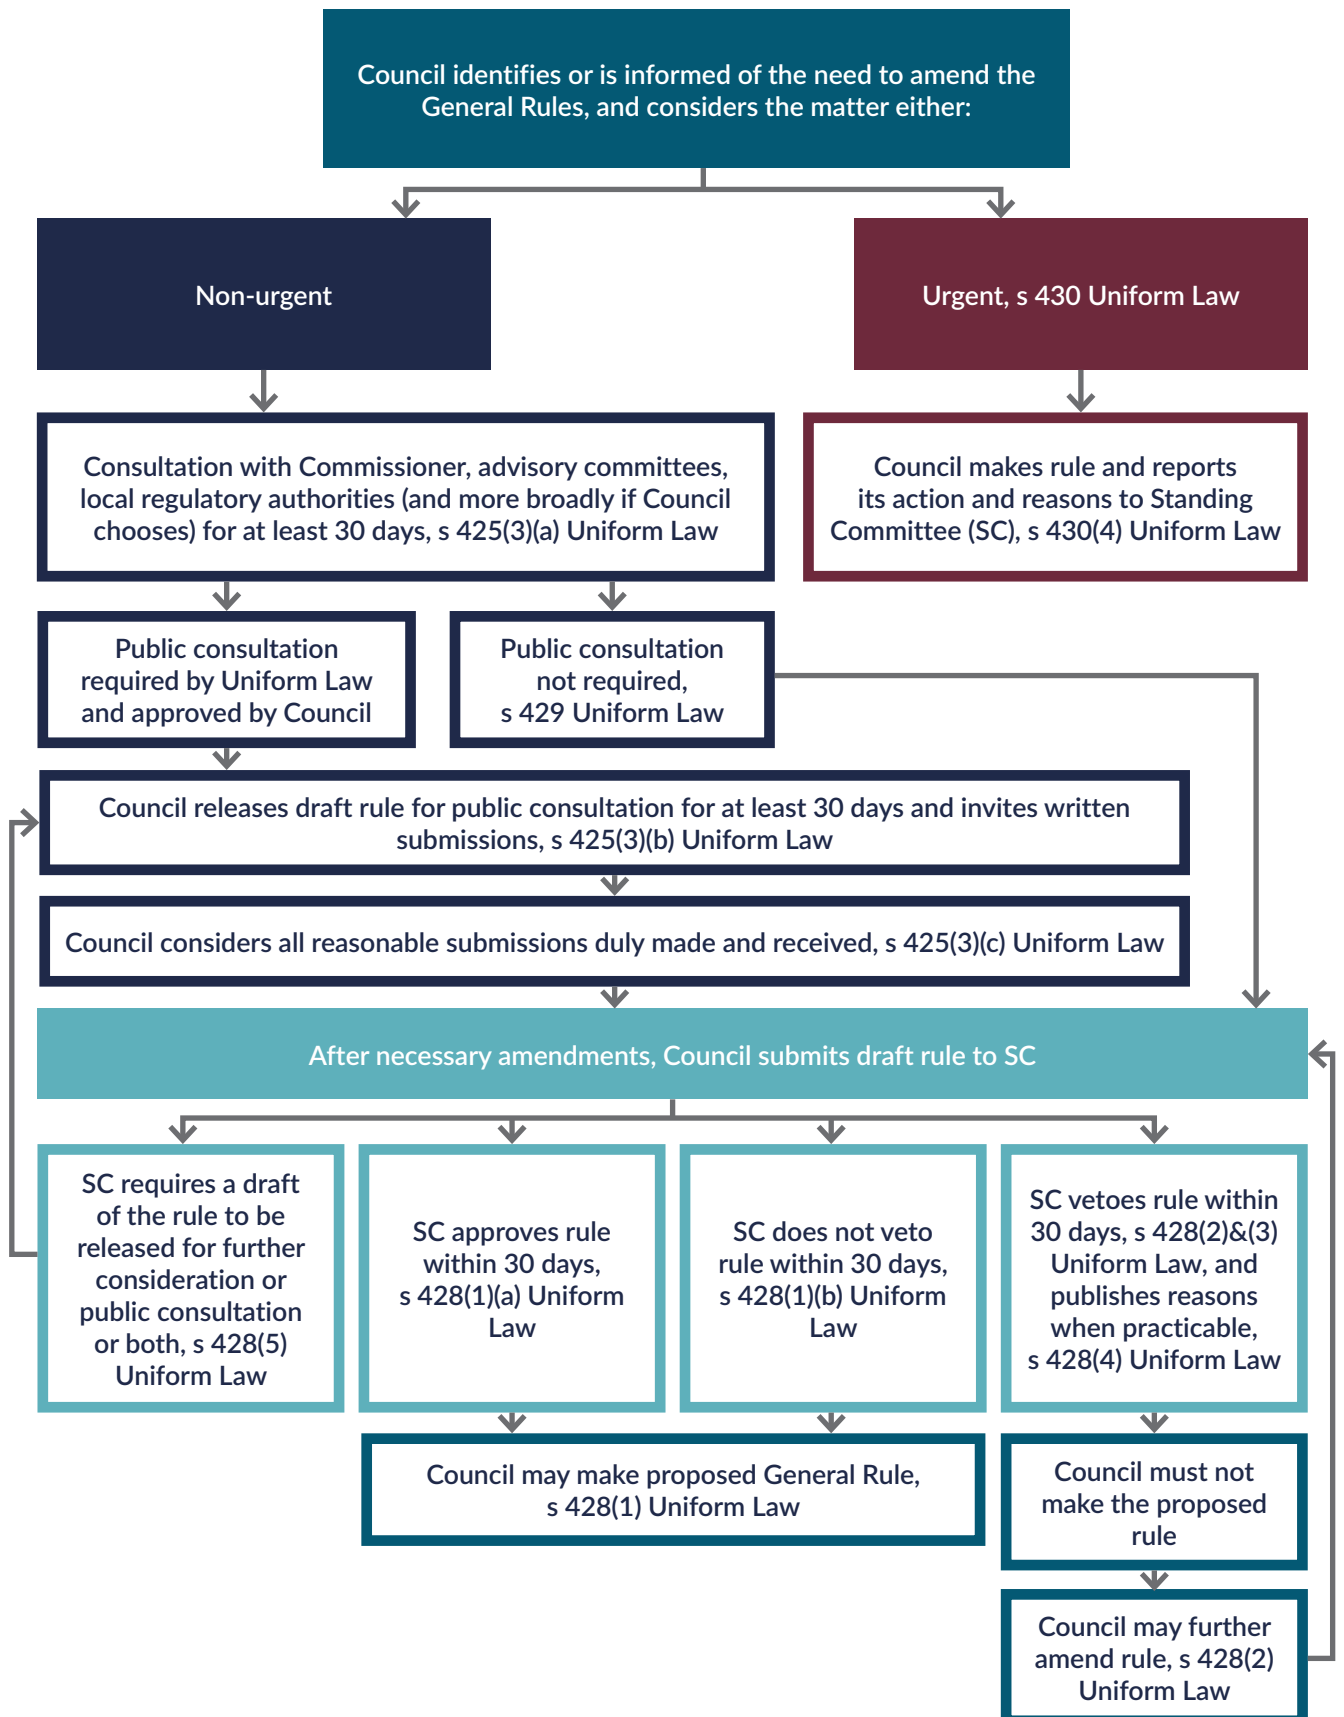 Council identifies or is informed of the need to amend the
General Rules, and considers the matter either:
Non-urgent
Urgent, s 430 Uniform Law
Consultation with Commissioner, advisory committees,
local regulatory authorities (and more broadly if Council
chooses) for at least 30 days, s 425(3)(a) Uniform Law
Council makes rule and reports
its action and reasons to Standing
Committee (SC), s 430(4) Uniform Law
Public consultation
required by Uniform Law
and approved by Council
Public consultation
not required,
s 429 Uniform Law
Council releases draft rule for public consultation for at least 30 days and invites written
submissions, s 425(3)(b) Uniform Law
Council considers all reasonable submissions duly made and received, s 425(3)(c) Uniform Law
After necessary amendments, Council submits draft rule to SC
SC requires a draft
of the rule to be
released for further
consideration or
public consultation
or both, s 428(5)
Uniform Law
SC approves rule
within 30 days,
s 428(1)(a) Uniform
Law
SC does not veto
rule within 30 days,
s 428(1)(b) Uniform
Law
SC vetoes rule within
30 days, s 428(2)&(3)
Uniform Law, and
publishes reasons
when practicable,
s 428(4) Uniform Law
Council may make proposed General Rule,
s 428(1) Uniform Law
Council must not
make the proposed
rule
Council may further
amend rule, s 428(2)
Uniform Law